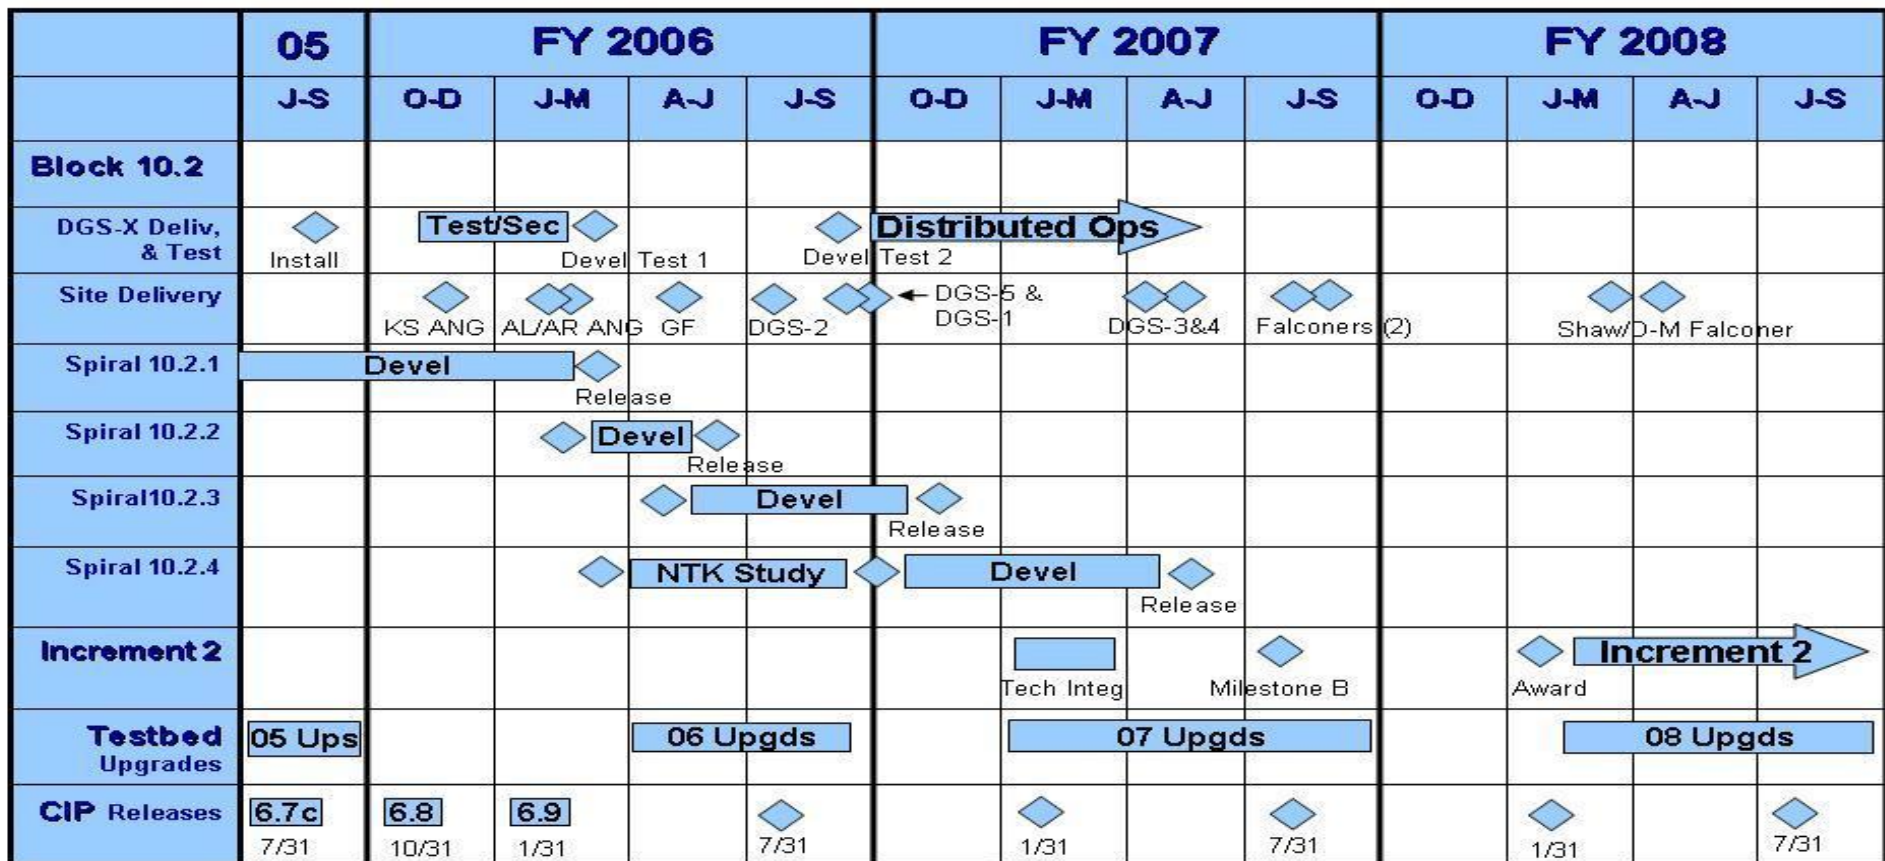 05 FY 2006 FY 2007 FY 2008
J-S O-D J-M A-J J-S O-D J-M A-J J-S O-D J-M A-J J-S
Block 10.2
DGS-X Deliv,
& Test
Test/Sec
Distributed Ops
Install
Devel Test 1
Devel Test 2
Site Delivery
KS ANG
AL/AR ANG
GF
DGS-2
DGS-5 &
DGS-1
DGS-3&4
Falconers (2)
Shaw/D-M Falconer
Spiral 10.2.1
Devel
Release
Spiral 10.2.2
Devel
Release
Spiral10.2.3
Devel
Release
Spiral 10.2.4
NTK Study
Devel
Release
Increment 2
Tech Integ
Milestone B
Award
Increment 2
Testbed
Upgrades
05 Ups
06 Upgds
07 Upgds
08 Upgds
CIP Releases
6.7c 6.8 6.9
7/31 10/31 1/31 7/31 1/31 7/31 1/31 7/31